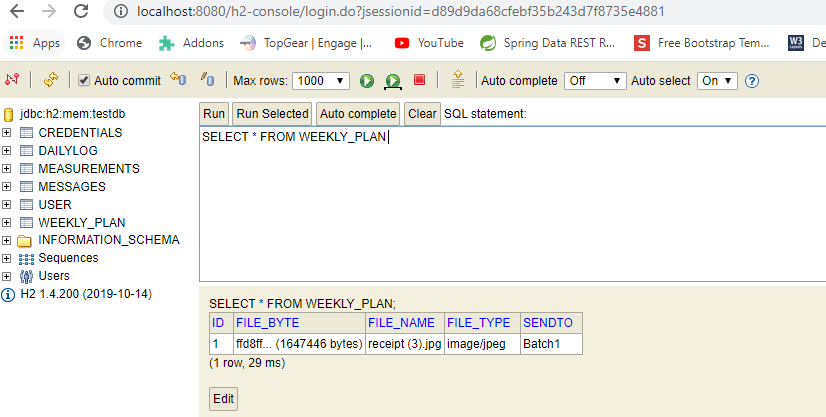 localhost:8080/h2-console/login.do?jsessionid=d89d9da68cfebf35b243d7f8735e4881
Apps Chrome Addons TopGear | Engage |... YouTube Spring Data REST R... Free Bootstrap Tem... De
Auto commit Max rows: 1000 Auto complete Off Auto select On
jdbc:h2:mem:testdb
CREDENTIALS
DAILYLOG
MEASUREMENTS
MESSAGES
USER
WEEKLY_PLAN
INFORMATION_SCHEMA
Sequences
Users
H2 1.4.200 (2019-10-14)
Run Run Selected Auto complete Clear SQL statement:
SELECT * FROM WEEKLY_PLAN
SELECT * FROM WEEKLY_PLAN;
ID FILE_BYTE FILE_NAME FILE_TYPE SENDTO
1 ffd8ff... (1647446 bytes) receipt (3).jpg image/jpeg Batch1
(1 row, 29 ms)
Edit